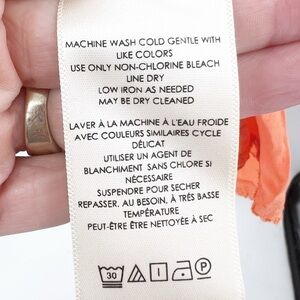 MACHINE WASH COLD GENTLE WITH
LIKE COLORS
USE ONLY NON-CHLORINE BLEACH
LINE DRY
LOW IRON AS NEEDED
MAY BE DRY CLEANED
LAVER À LA MACHINE À L'EAU FROIDE
AVEC COULEURS SIMILAIRES CYCLE
DÉLICAT
UTILISER UN AGENT DE
BLANCHIMENT SANS CHLORE SI
NÉCESSAIRE
SUSPENDRE POUR SECHER
REPASSER, AU BESOIN, À TRÈS BASSE
TEMPÉRATURE
PEUT-ÊTRE ÊTRE NETTOYÉE À SEC
30 P